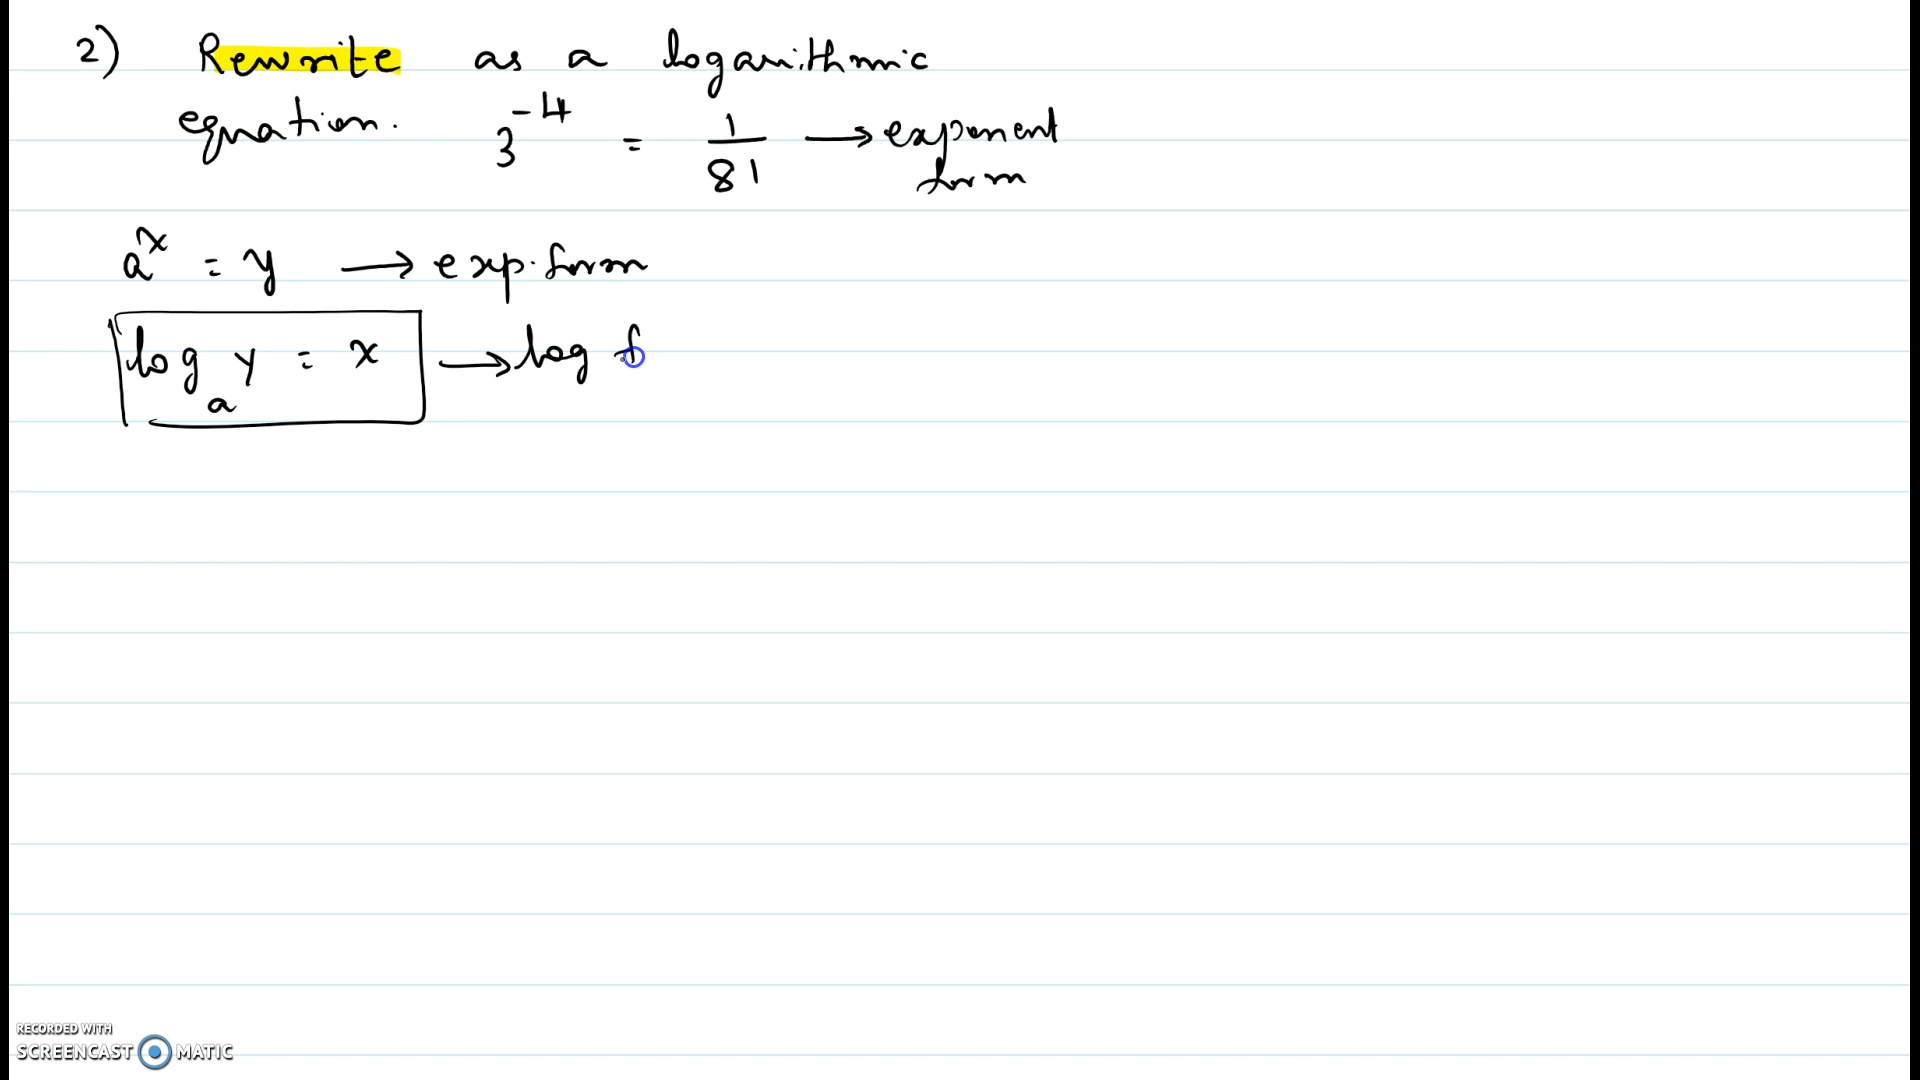 2) Rewrite as a logarithmic
equation. 3^-4 = 1/81 → exponent
form
a^x = y → exp. form
log_a y = x → log f
RECORDED WITH
SCREENCAST MATIC